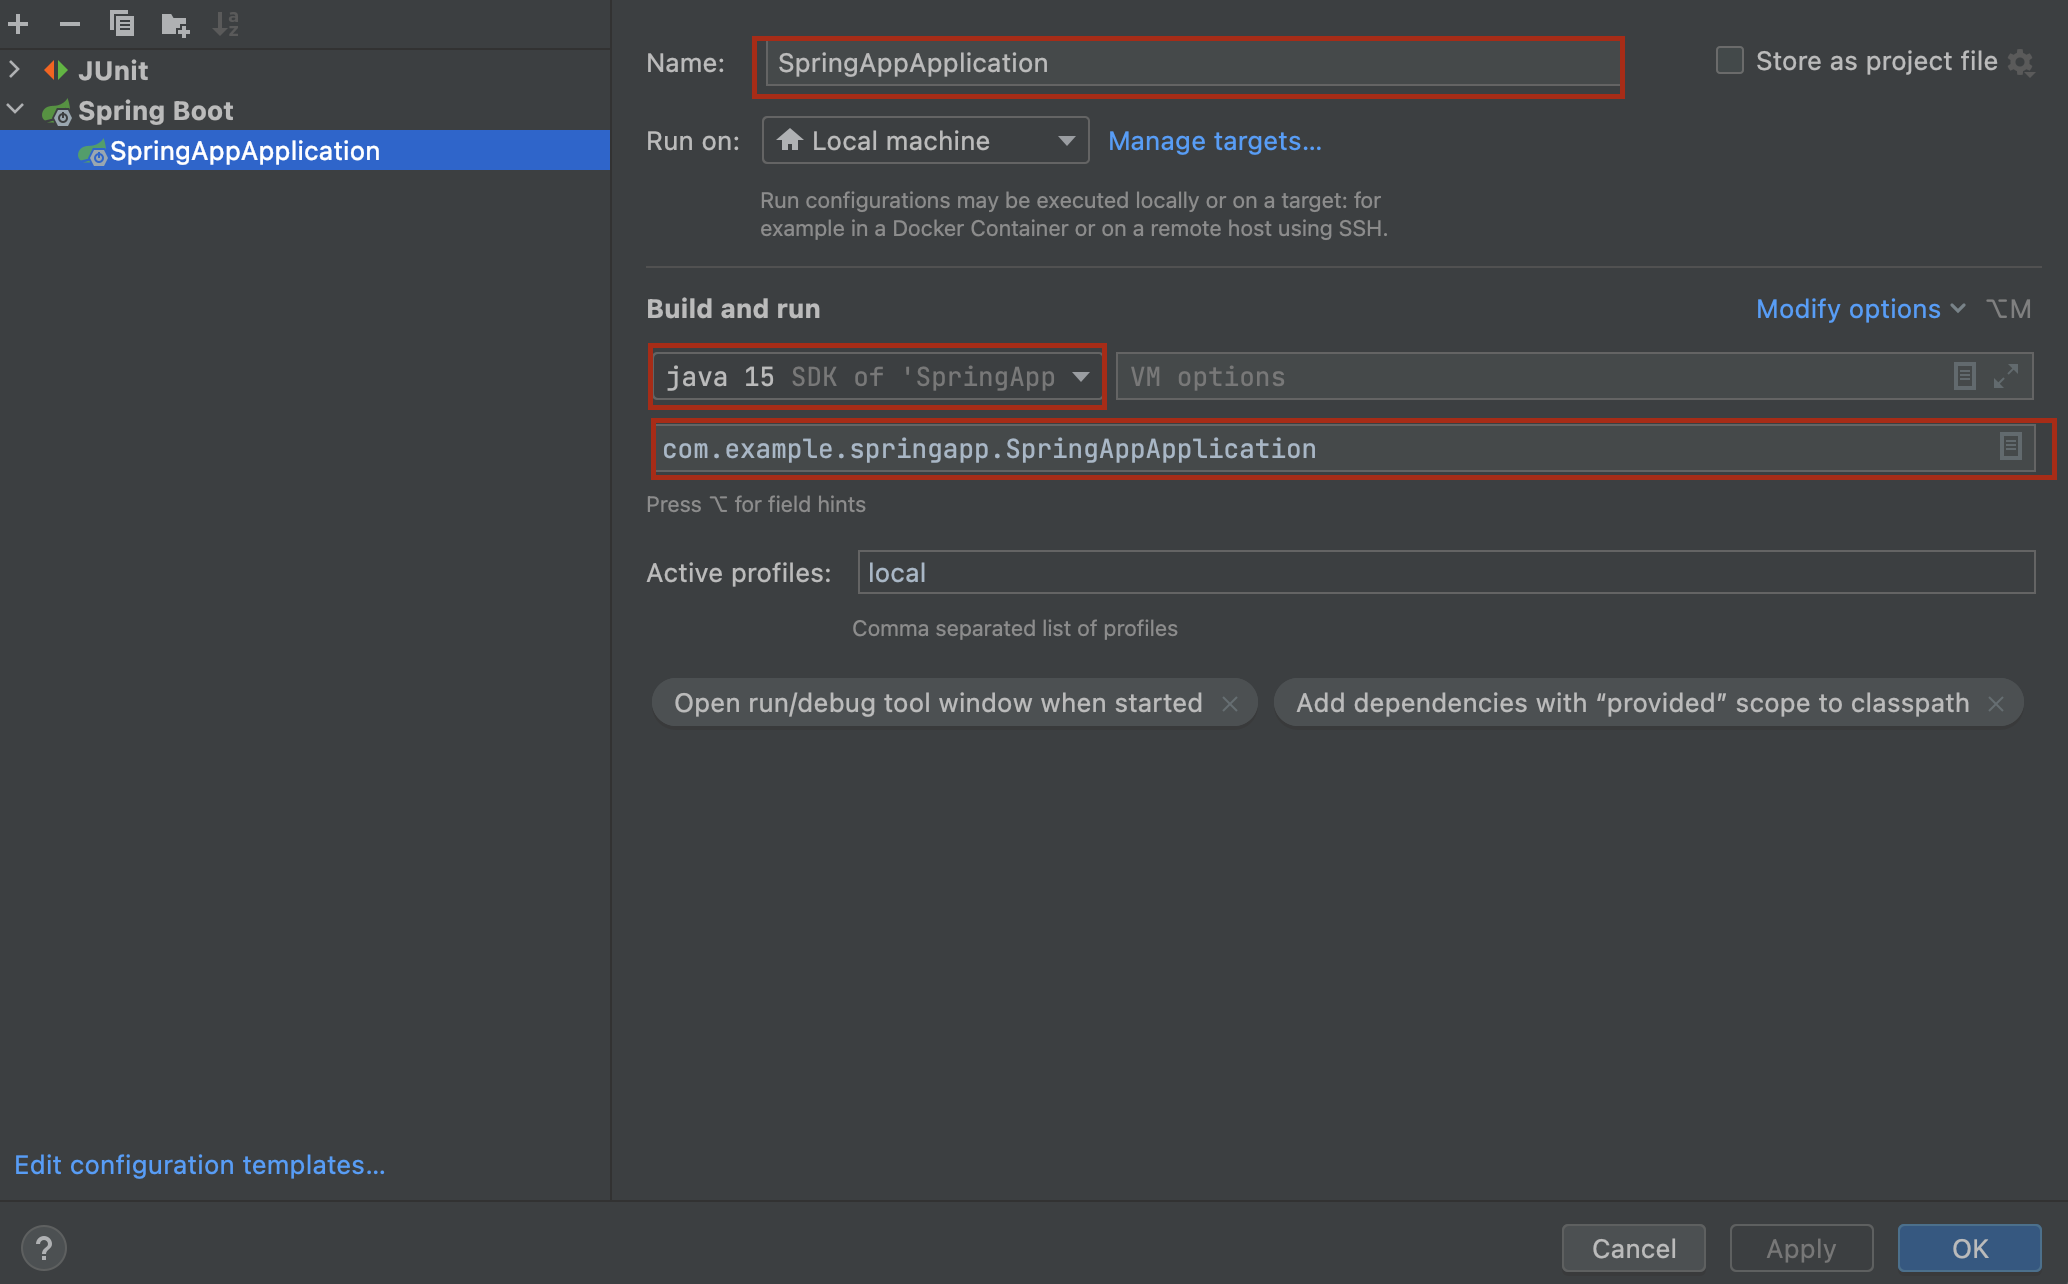 JUnit
Spring Boot
SpringAppApplication
Edit configuration templates...
Name: SpringAppApplication
Store as project file
Run on: Local machine Manage targets...
Run configurations may be executed locally or on a target: for
example in a Docker Container or on a remote host using SSH.
Build and run
Modify options ⌥M
java 15 SDK of 'SpringApp
VM options
com.example.springapp.SpringAppApplication
Press ⌥ for field hints
Active profiles: local
Comma separated list of profiles
Open run/debug tool window when started ×
Add dependencies with “provided” scope to classpath ×
?
Cancel
Apply
OK